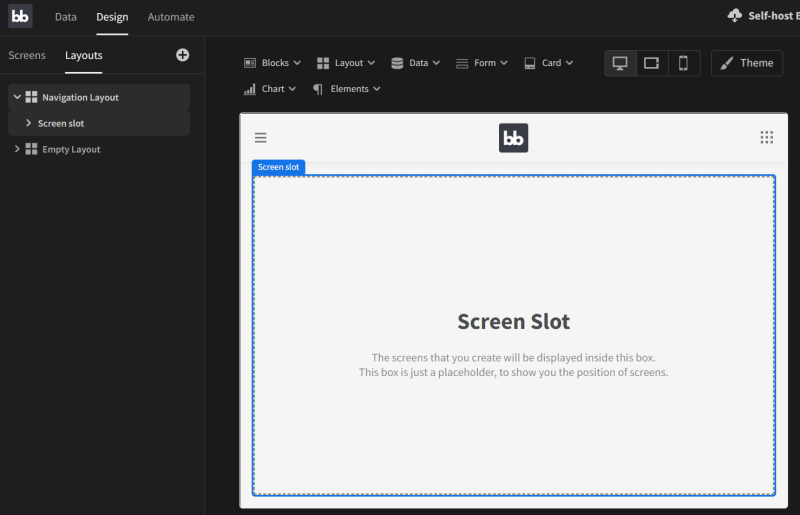 bb Data Design Automate Self-host
Screens Layouts
Blocks Layout Data Form Card Theme
Chart Elements
Navigation Layout
Screen slot
Empty Layout
bb
Screen slot
Screen Slot
The screens that you create will be displayed inside this box.
This box is just a placeholder, to show you the position of screens.